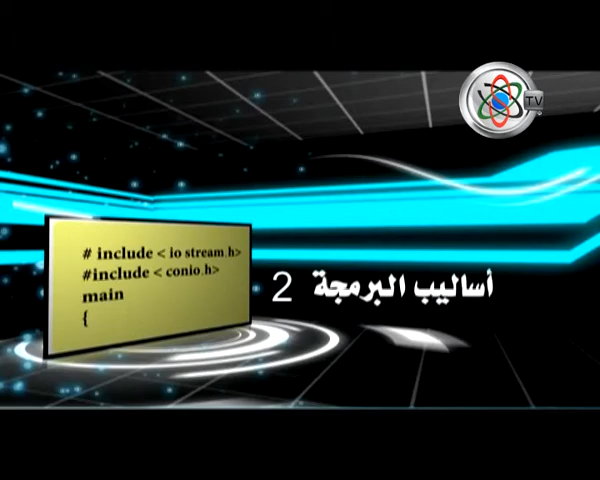 TV
# include < io stream.h>
#include < conio.h>
main
{
أساليب البرمجة 2